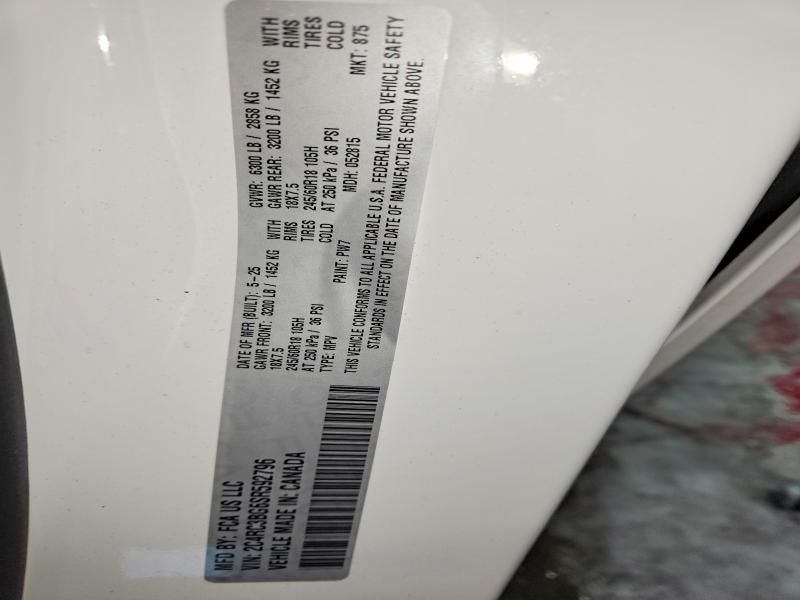 MFD BY: FCA US LLC
VIN: 2C4RC3BG6SR592796
VEHICLE MADE IN: CANADA
DATE OF MFR (BUILT): 5-25 GVWR: 6300 LB / 2858 KG
GAWR FRONT: 3200 LB / 1452 KG WITH GAWR REAR: 3200 LB / 1452 KG WITH
18X7.5 RIMS 18X7.5 RIMS
245/60R18 105H TIRES 245/60R18 105H TIRES
AT 250 kPa / 36 PSI COLD AT 250 kPa / 36 PSI COLD
TYPE: MPV PAINT: PW7 MDH: 052815 MKT: 875
THIS VEHICLE CONFORMS TO ALL APPLICABLE U.S.A. FEDERAL MOTOR VEHICLE SAFETY
STANDARDS IN EFFECT ON THE DATE OF MANUFACTURE SHOWN ABOVE.